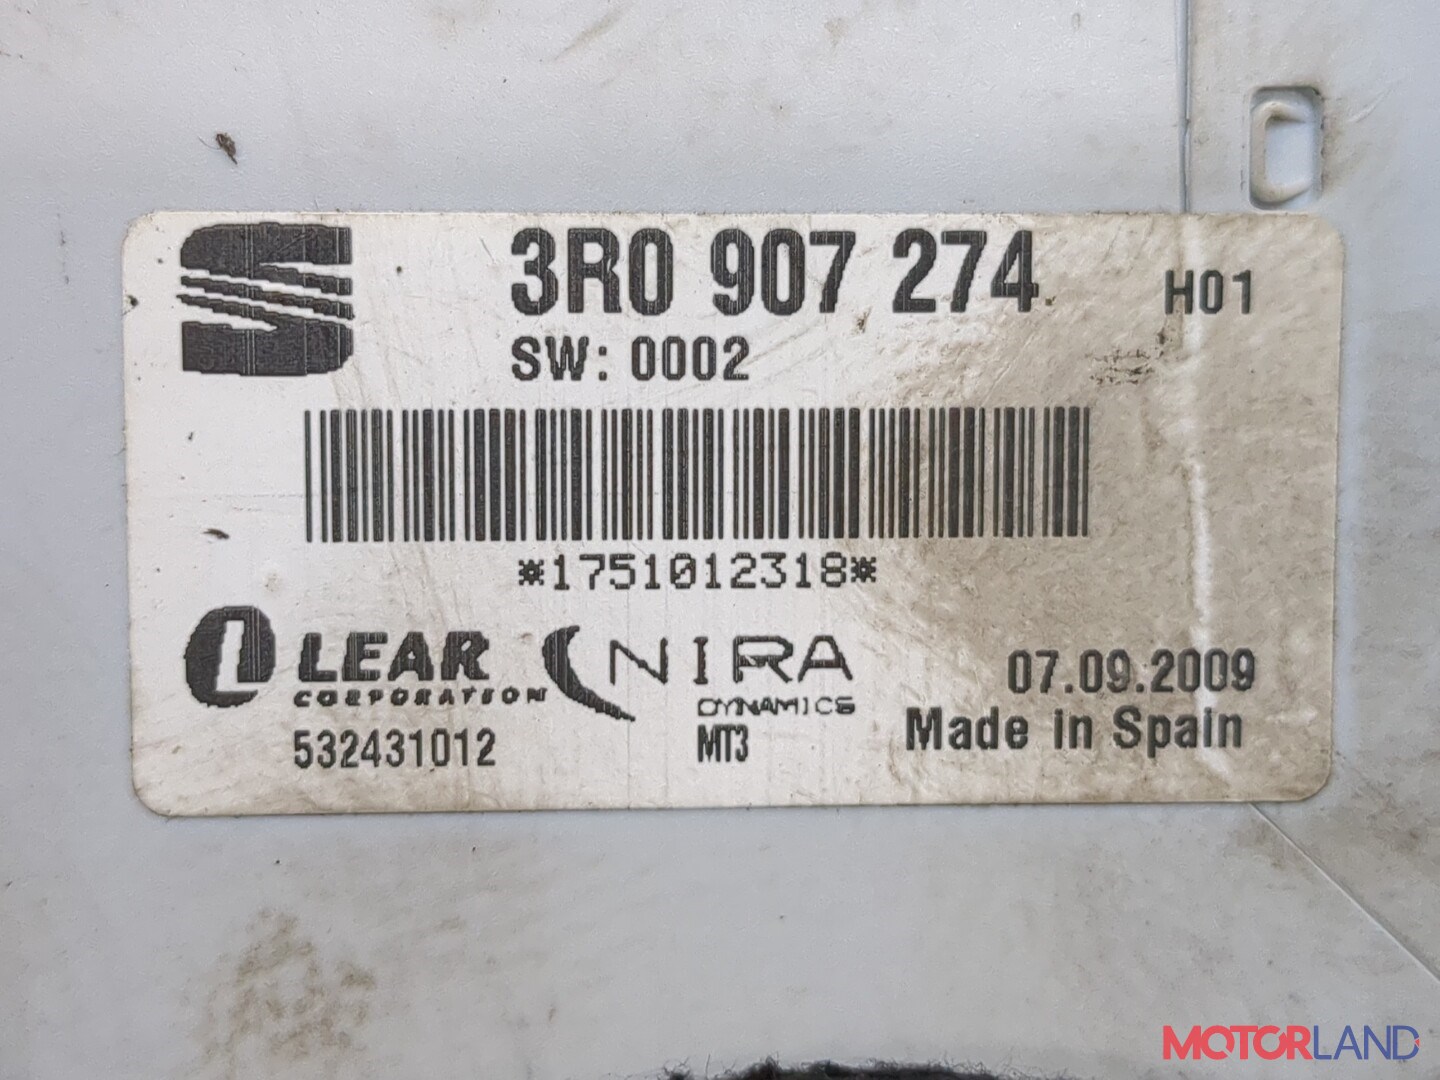 3R0 907 274 H01
SW: 0002
*1751012318*
LEAR
CORPORATION
NIRA
DYNAMICS
07.09.2009
532431012
MT3
Made in Spain
MOTORLAND